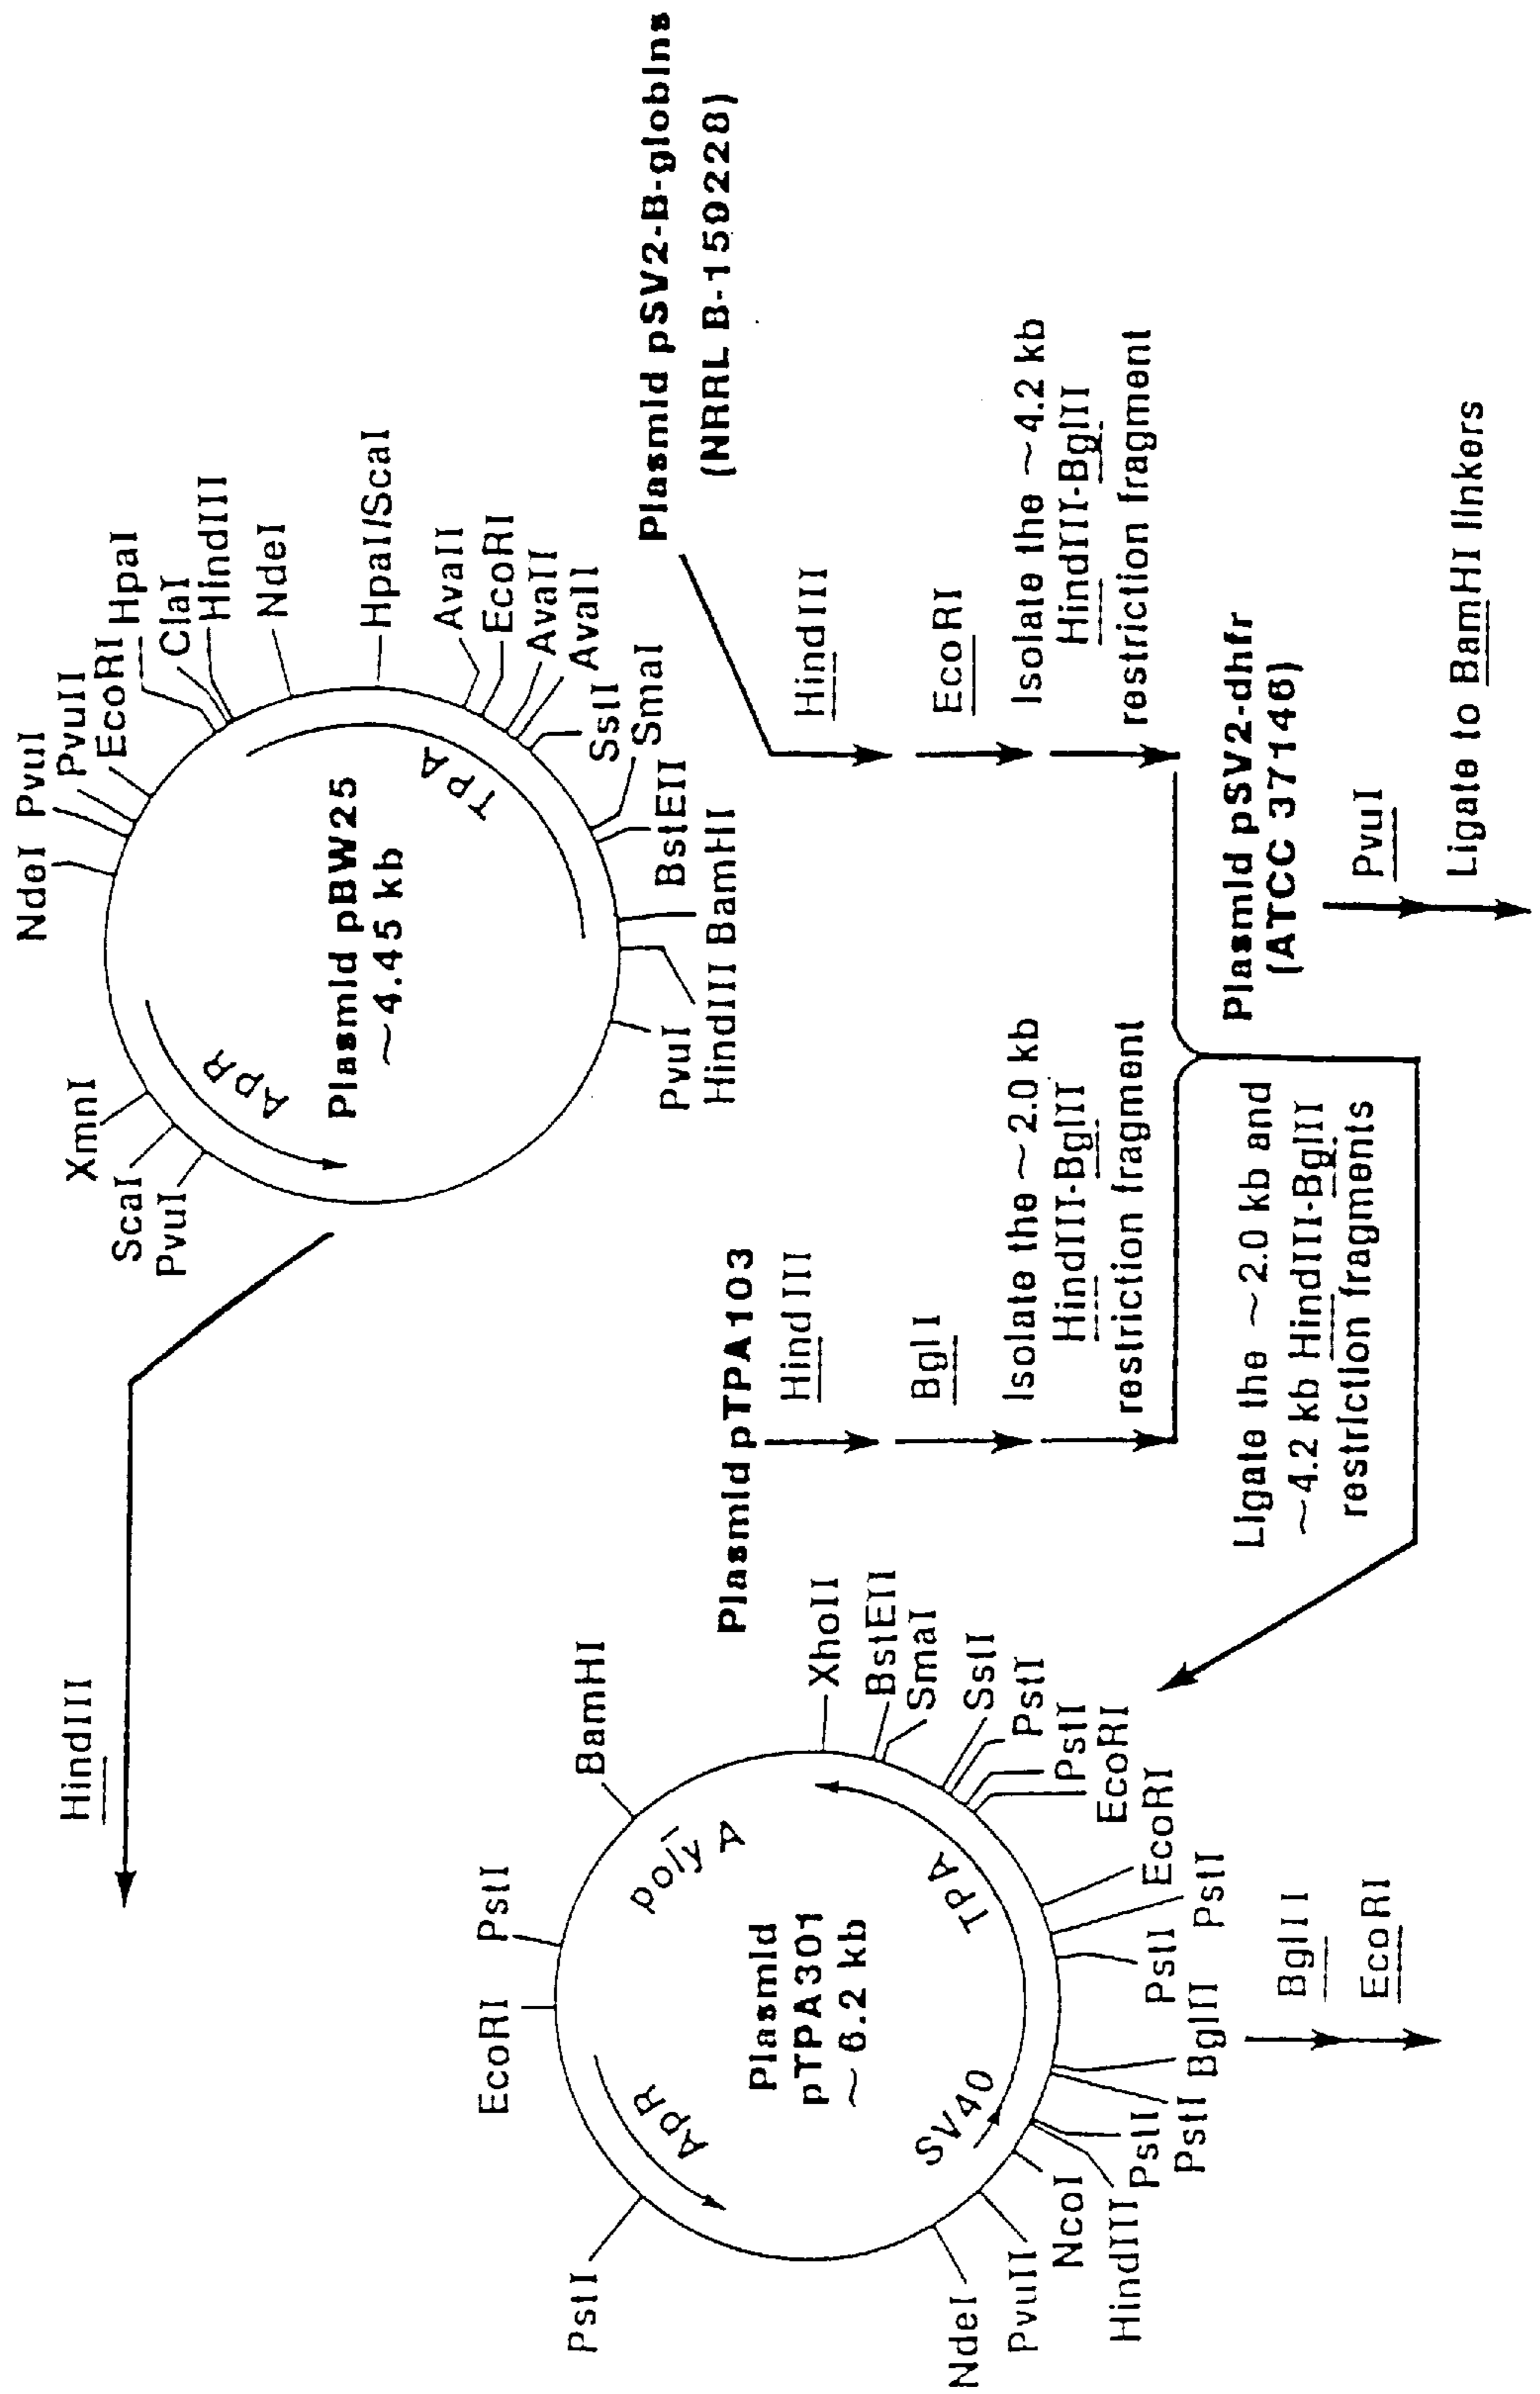 HindIII
EcoRI
PstI
BamHI
PstI
ApR
poly A
Plasmid
pTPA301
~ 6.2 kb
SV40
TPA
XhoII
BstEII
SmaI
SstI
PstI
PstI
EcoRI
EcoRI
PstI
PstI
BglII
PstI
PstI
HindIII
NcoI
PvuII
NdeI
BglII
EcoRI
XmnI
ScaI
PvuI
NdeI
PvuI
PvuII
EcoRI
HpaI
ClaI
HindIII
NdeI
HpaI/ScaI
AvaII
EcoRI
AvaII
AvaII
SstI
SmaI
BstEII
BamHI
HindIII
PvuI
ApR
TPA
Plasmid pBW25
~4.45 kb
Plasmid pTPA103
HindIII
BglI
Isolate the ~2.0 kb
HindIII-BglII
restriction fragment
Plasmid pSV2-B-globins
(NRRL B-159228)
HindIII
EcoRI
Isolate the ~4.2 kb
HindIII-BglII
restriction fragment
Ligate the ~2.0 kb and
~4.2 kb HindIII-BglII
restriction fragments
Plasmid pSV2-dhfr
(ATCC 37146)
PvuI
Ligate to BamHI linkers